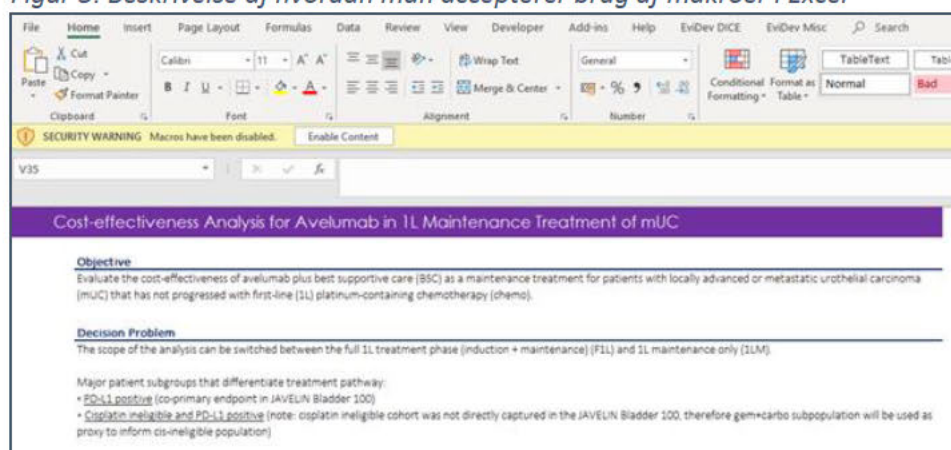 Figur 3. Beskrivelse af hvordan man accepterer brug af makroer i Excel
File Home Insert Page Layout Formulas Data Review View Developer Add-ins Help EviDev DICE EviDev Misc Search
Cut
Copy
Format Painter
Paste
Clipboard
Calibri 11 A A
B I U A
Font
Wrap Text
Merge & Center
Alignment
General
% 9
Number
Conditional Formatting
Format as Table
TableText
Normal
Bad
SECURITY WARNING Macros have been disabled. Enable Content
V35 fx
Cost-effectiveness Analysis for Avelumab in 1L Maintenance Treatment of mUC
Objective
Evaluate the cost-effectiveness of avelumab plus best supportive care (BSC) as a maintenance treatment for patients with locally advanced or metastatic urothelial carcinoma
(mUC) that has not progressed with first-line (1L) platinum-containing chemotherapy (chemo).
Decision Problem
The scope of the analysis can be switched between the full 1L treatment phase (induction + maintenance) (F1L) and 1L maintenance only (1LM).
Major patient subgroups that differentiate treatment pathway:
• PD-L1 positive (co-primary endpoint in JAVELIN Bladder 100)
• Cisplatin ineligible and PD-L1 positive (note: cisplatin ineligible cohort was not directly captured in the JAVELIN Bladder 100, therefore gem+carbo subpopulation will be used as
proxy to inform cis-ineligible population)